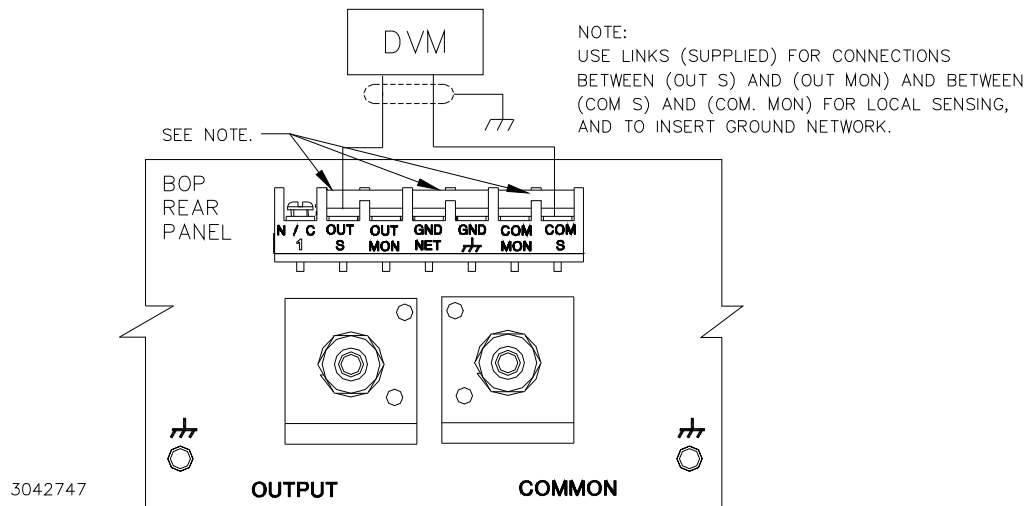 DVM
NOTE:
USE LINKS (SUPPLIED) FOR CONNECTIONS
BETWEEN (OUT S) AND (OUT MON) AND BETWEEN
(COM S) AND (COM. MON) FOR LOCAL SENSING,
AND TO INSERT GROUND NETWORK.
SEE NOTE.
BOP
REAR
PANEL
N / C OUT OUT GND GND COM COM
1 S MON NET MON S
OUTPUT COMMON
3042747